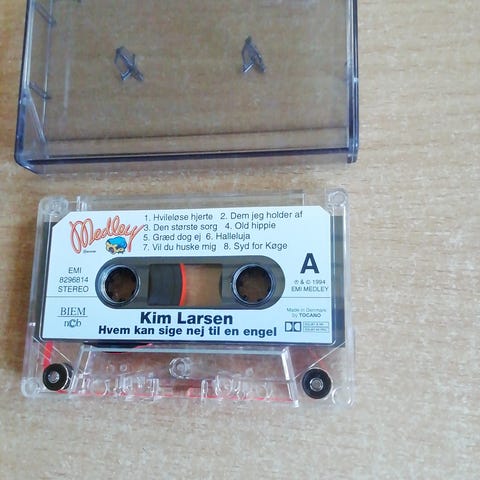 Medley
1. Hvileløse hjerte 2. Dem jeg holder af
3. Den største sorg 4. Old hippie
5. Græd dog ej 6. Halleluja
7. Vil du huske mig 8. Syd for Køge
EMI
8296814
STEREO
A
℗ & © 1994
EMI MEDLEY
BIEM
ncb
Made in Denmark
by TOCANO
Kim Larsen
Hvem kan sige nej til en engel